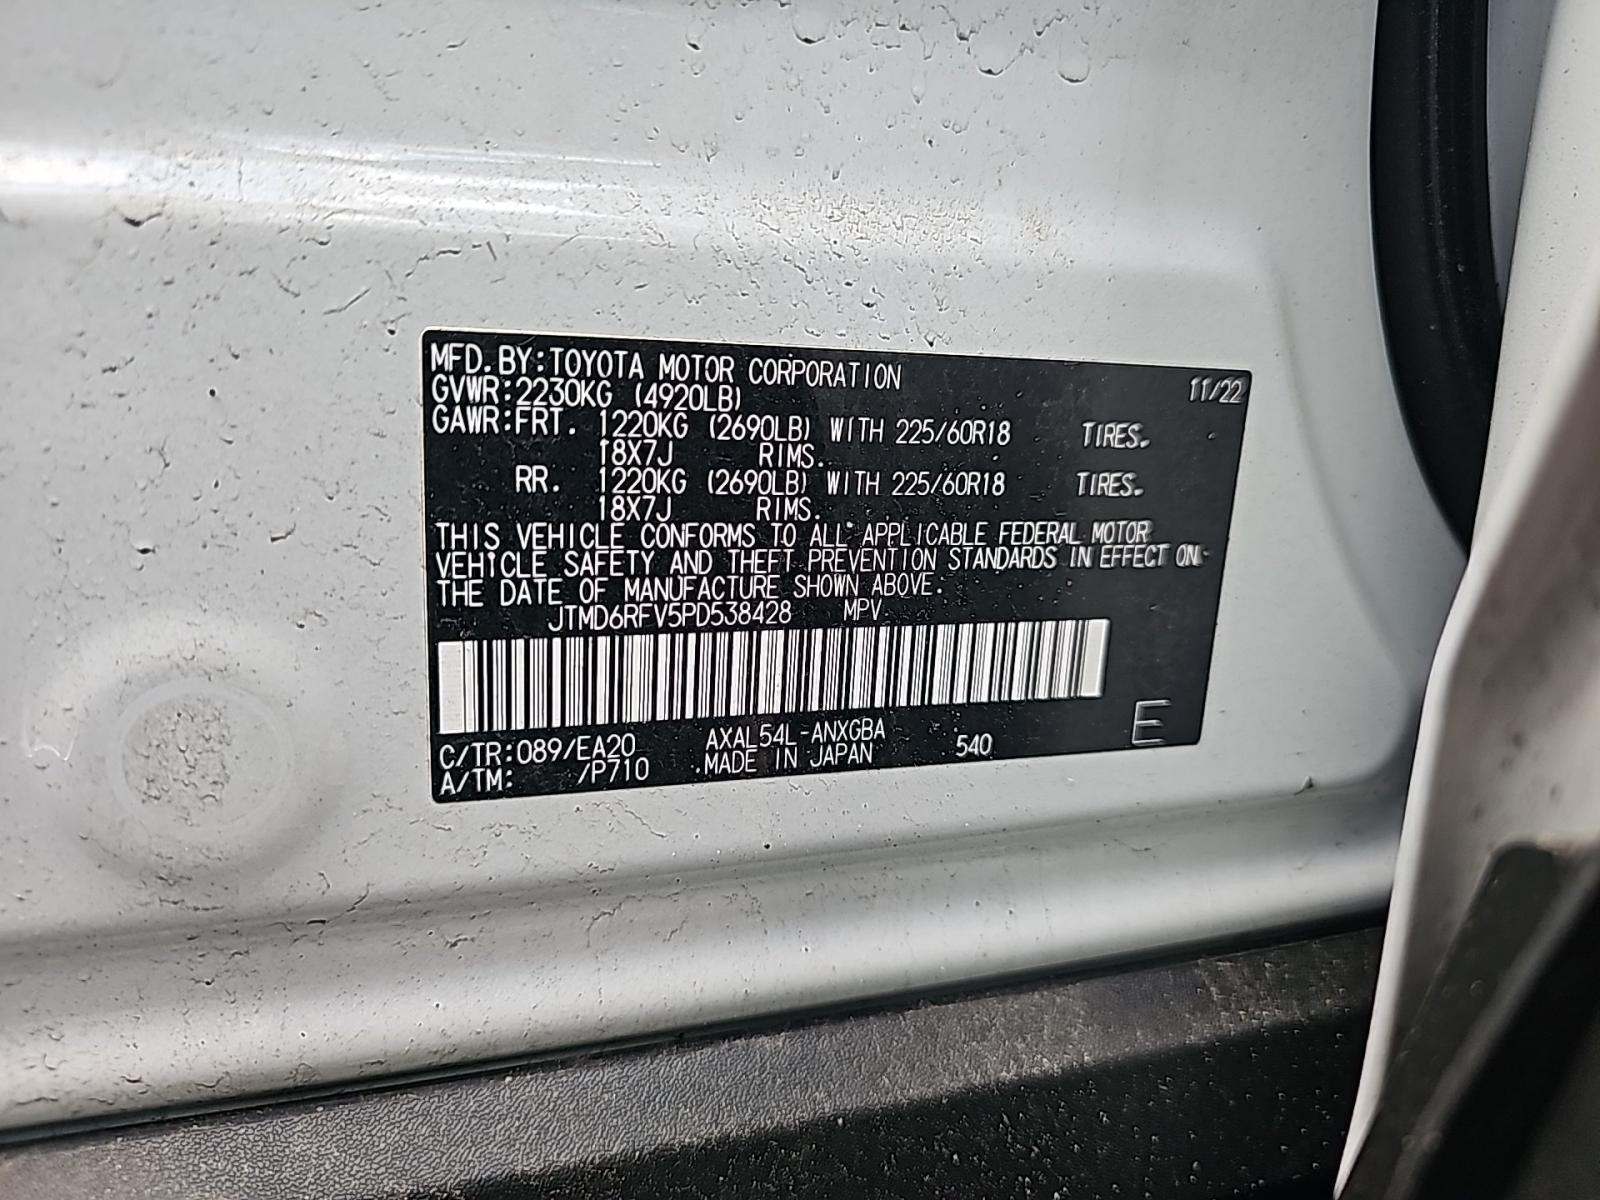 MFD. BY:TOYOTA MOTOR CORPORATION 11/22
GVWR:2230KG (4920LB)
GAWR:FRT. 1220KG (2690LB) WITH 225/60R18 TIRES.
18X7J RIMS.
RR. 1220KG (2690LB) WITH 225/60R18 TIRES.
18X7J RIMS.
THIS VEHICLE CONFORMS TO ALL APPLICABLE FEDERAL MOTOR
VEHICLE SAFETY AND THEFT PREVENTION STANDARDS IN EFFECT ON
THE DATE OF MANUFACTURE SHOWN ABOVE.
JTMD6RFV5PD538428 MPV
C/TR:089/EA20 AXAL54L-ANXGBA 540 E
A/TM: /P710 MADE IN JAPAN